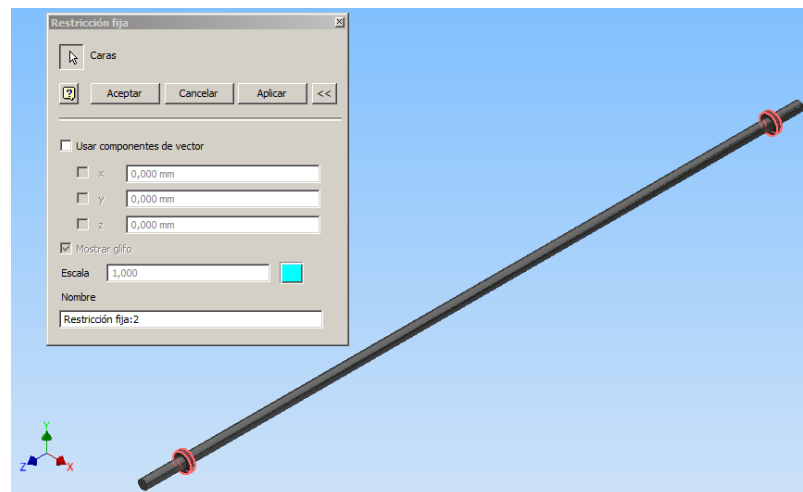 Restricción fija
Caras
Aceptar Cancelar Aplicar <<
Usar componentes de vector
x 0,000 mm
y 0,000 mm
z 0,000 mm
Mostrar glifo
Escala 1,000
Nombre
Restricción fija:2
Y
Z X